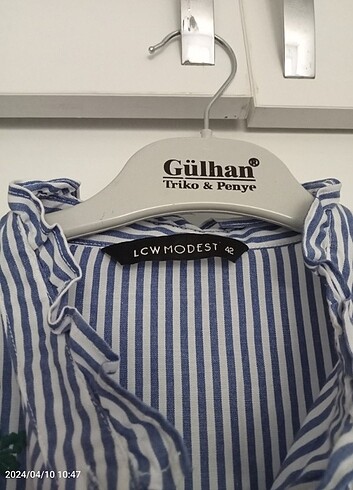 Gülhan®
Triko & Penye
LCW MODEST 42
2024/04/10 10:47